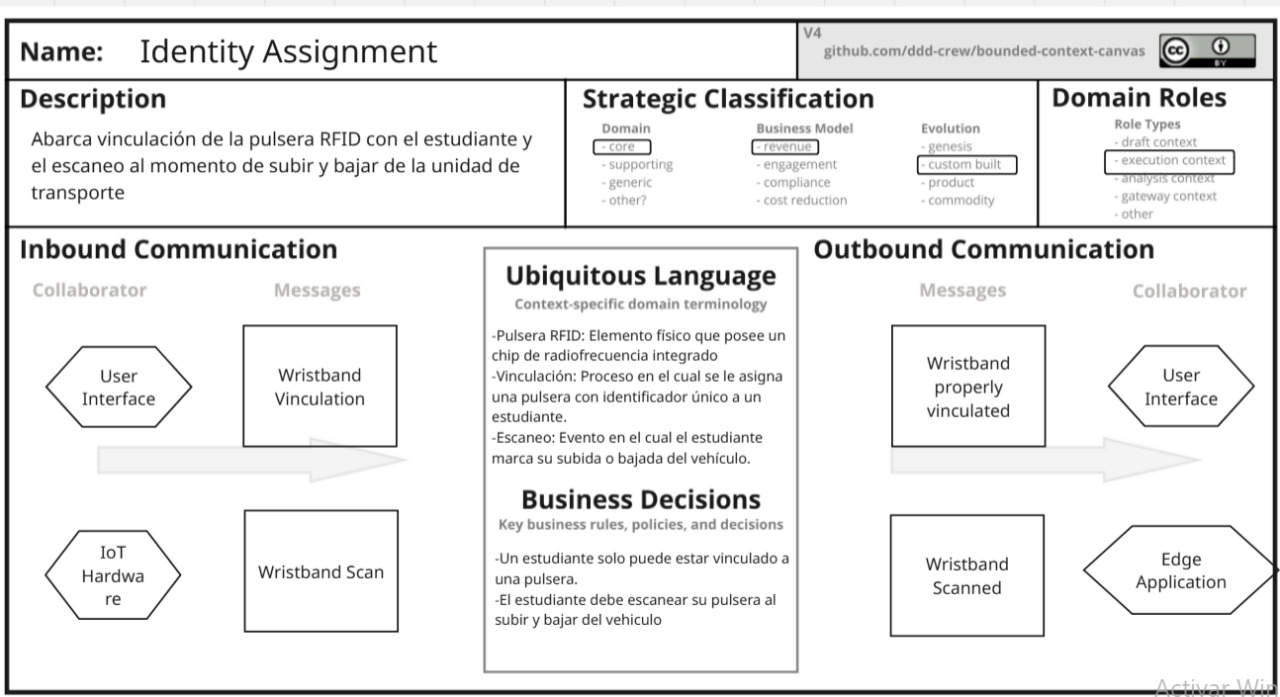 Name: Identity Assignment
V4
github.com/ddd-crew/bounded-context-canvas
cc
BY
Description
Abarca vinculación de la pulsera RFID con el estudiante y
el escaneo al momento de subir y bajar de la unidad de
transporte
Strategic Classification
Domain
- core
- supporting
- generic
- other?
Business Model
- revenue
- engagement
- compliance
- cost reduction
Evolution
- genesis
- custom built
- product
- commodity
Domain Roles
Role Types
- draft context
- execution context
- analysis context
- gateway context
- other
Inbound Communication
Collaborator
Messages
User
Interface
Wristband
Vinculation
IoT
Hardwa
re
Wristband Scan
Ubiquitous Language
Context-specific domain terminology
-Pulsera RFID: Elemento físico que posee un
chip de radiofrecuencia integrado
-Vinculación: Proceso en el cual se le asigna
una pulsera con identificador único a un
estudiante.
-Escaneo: Evento en el cual el estudiante
marca su subida o bajada del vehículo.
Business Decisions
Key business rules, policies, and decisions
-Un estudiante solo puede estar vinculado a
una pulsera.
-El estudiante debe escanear su pulsera al
subir y bajar del vehiculo
Outbound Communication
Messages
Collaborator
Wristband
properly
vinculated
User
Interface
Wristband
Scanned
Edge
Application
Activar Win